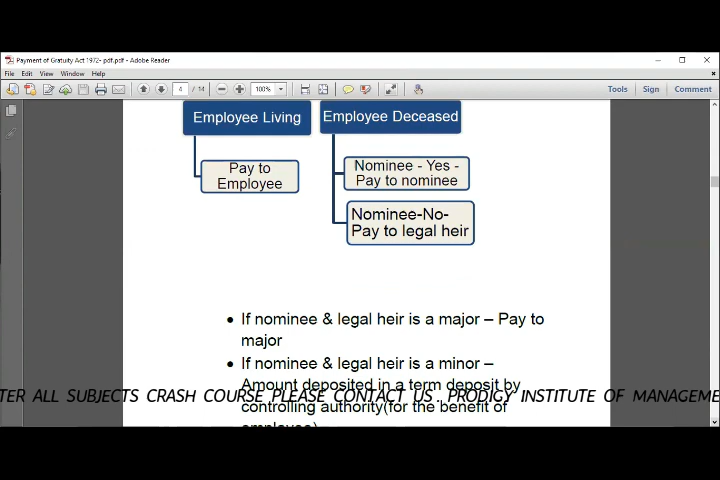 Payment of Gratuity Act 1972- pdf.pdf - Adobe Reader
File Edit View Window Help
4 / 14 100% Tools Sign Comment
Employee Living
Employee Deceased
Pay to
Employee
Nominee - Yes -
Pay to nominee
Nominee-No-
Pay to legal heir
• If nominee & legal heir is a major – Pay to
major
• If nominee & legal heir is a minor –
Amount deposited in a term deposit by
TER ALL SUBJECTS CRASH COURSE PLEASE CONTACT US . PRODIGY INSTITUTE OF MANAGEME
controlling authority(for the benefit of
employee)